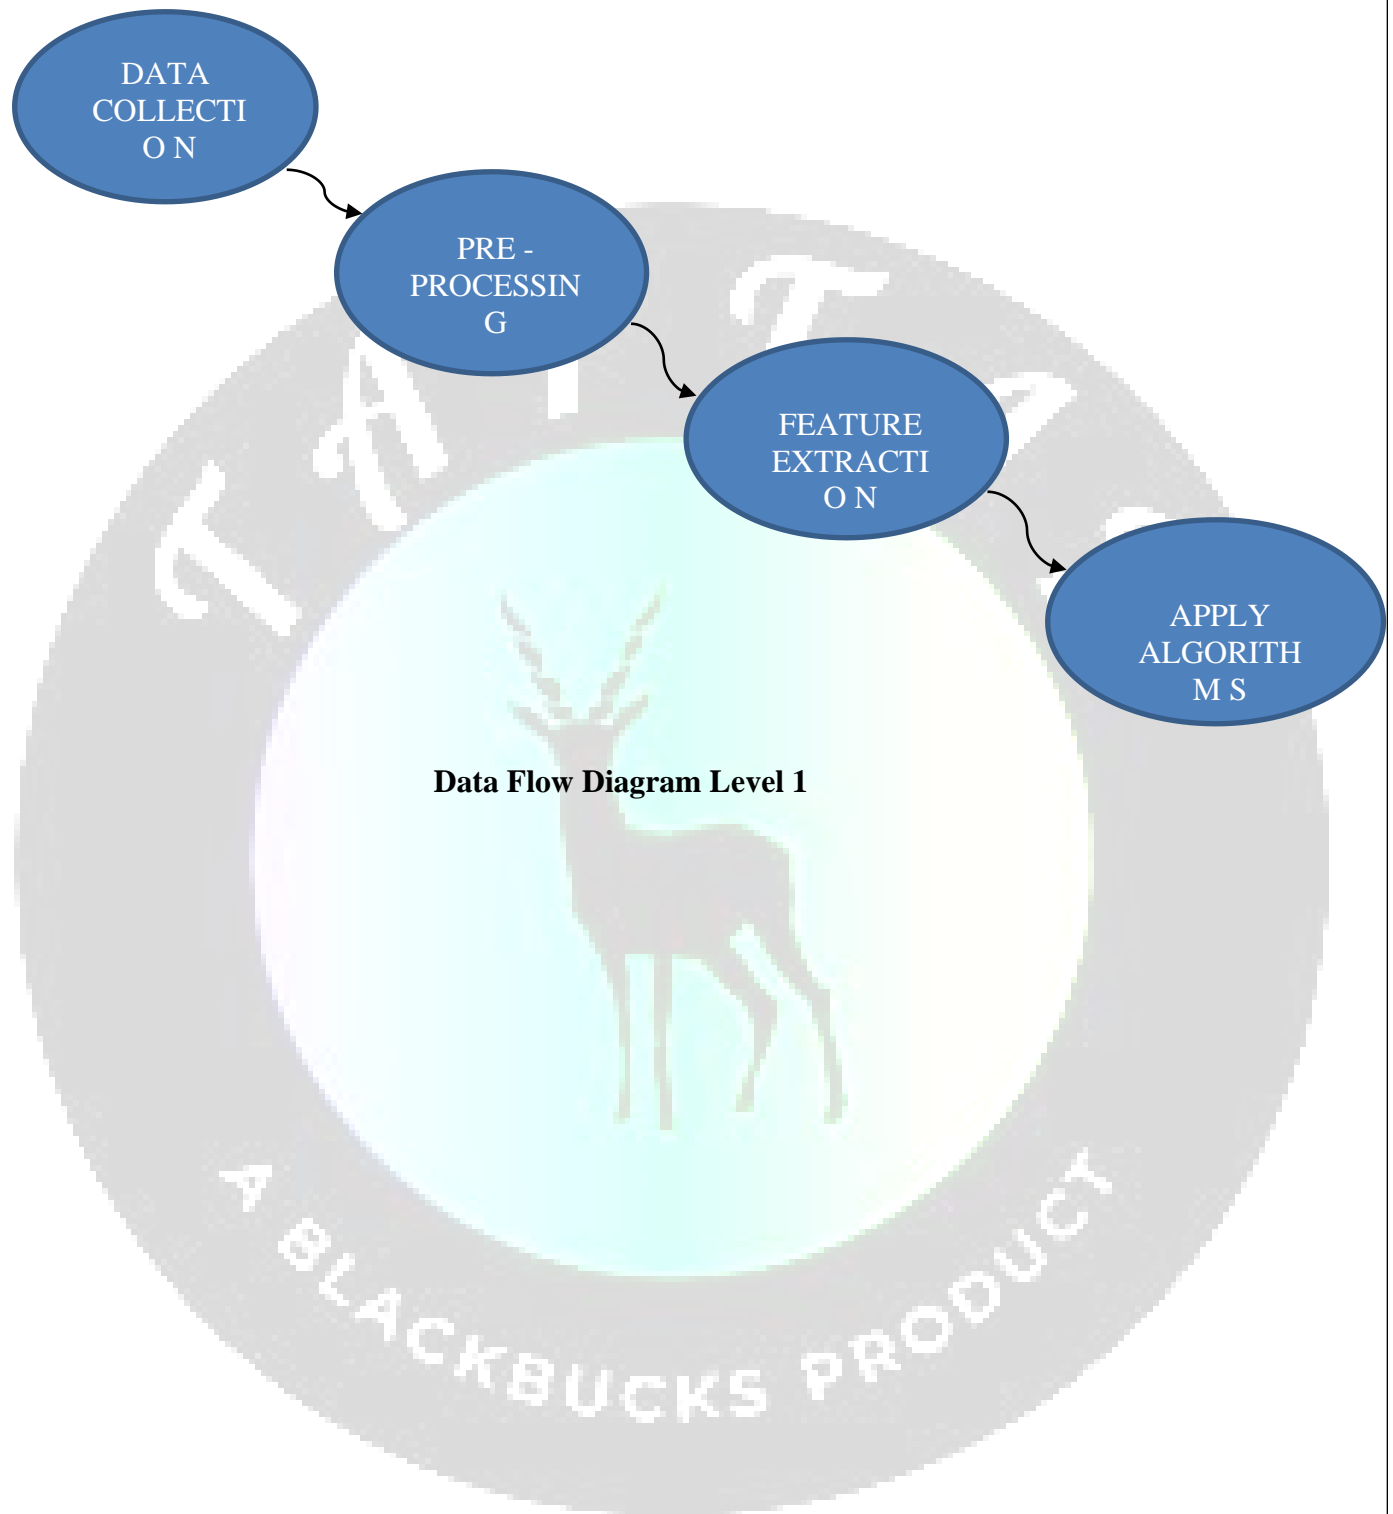 DATA
COLLECTI
O N
PRE -
PROCESSIN
G
FEATURE
EXTRACTI
O N
APPLY
ALGORITH
M S
Data Flow Diagram Level 1
A BLACKBUCKS PRODUCT